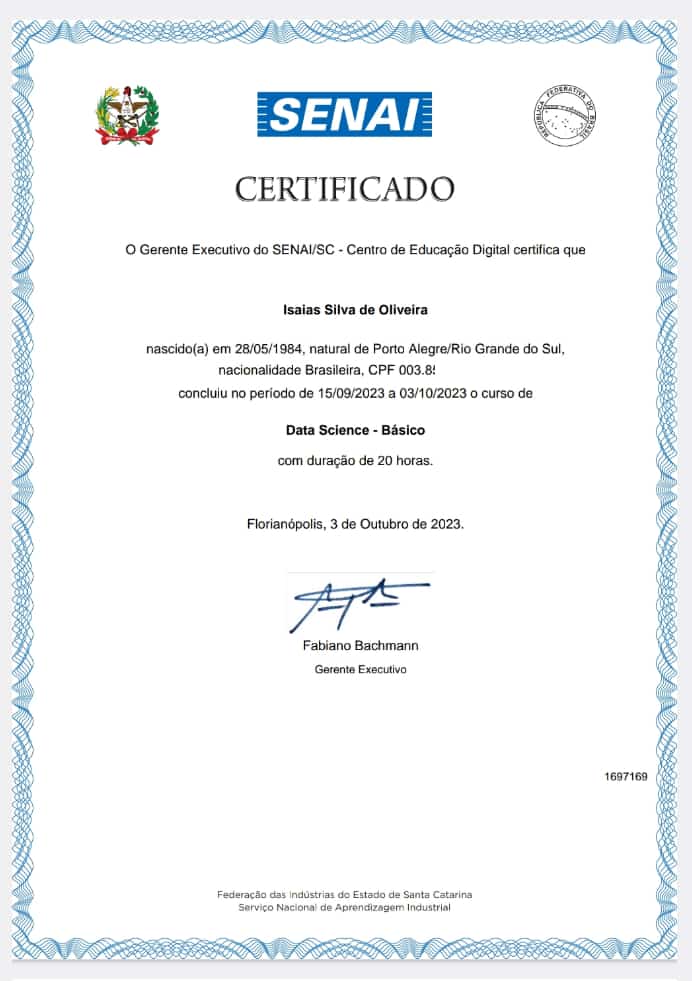 SENAI
REPÚBLICA FEDERATIVA DO BRASIL
CERTIFICADO
O Gerente Executivo do SENAI/SC - Centro de Educação Digital certifica que
Isaias Silva de Oliveira
nascido(a) em 28/05/1984, natural de Porto Alegre/Rio Grande do Sul,
nacionalidade Brasileira, CPF 003.8
concluiu no período de 15/09/2023 a 03/10/2023 o curso de
Data Science - Básico
com duração de 20 horas.
Florianópolis, 3 de Outubro de 2023.
Fabiano Bachmann
Gerente Executivo
1697169
Federação das Indústrias do Estado de Santa Catarina
Serviço Nacional de Aprendizagem Industrial